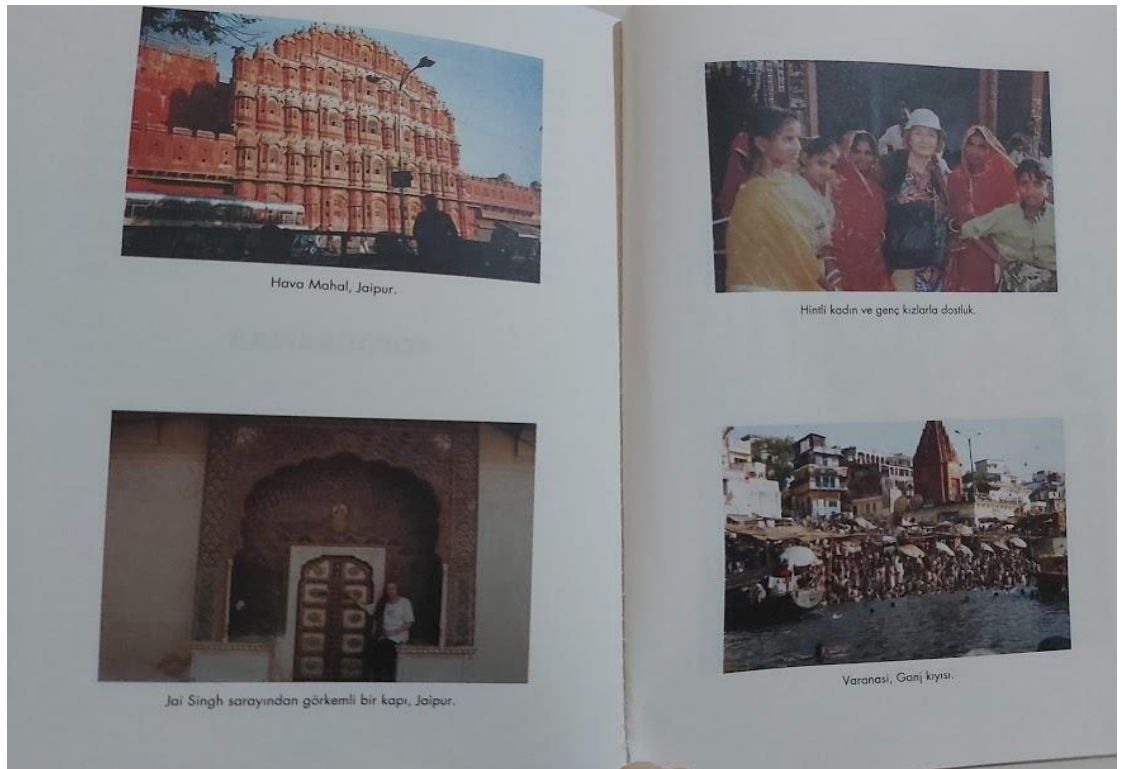 Hava Mahal, Jaipur.
Jai Singh sarayından görkemli bir kapı, Jaipur.
Hintli kadın ve genç kızlarla dostluk.
Varanasi, Ganj kıyısı.